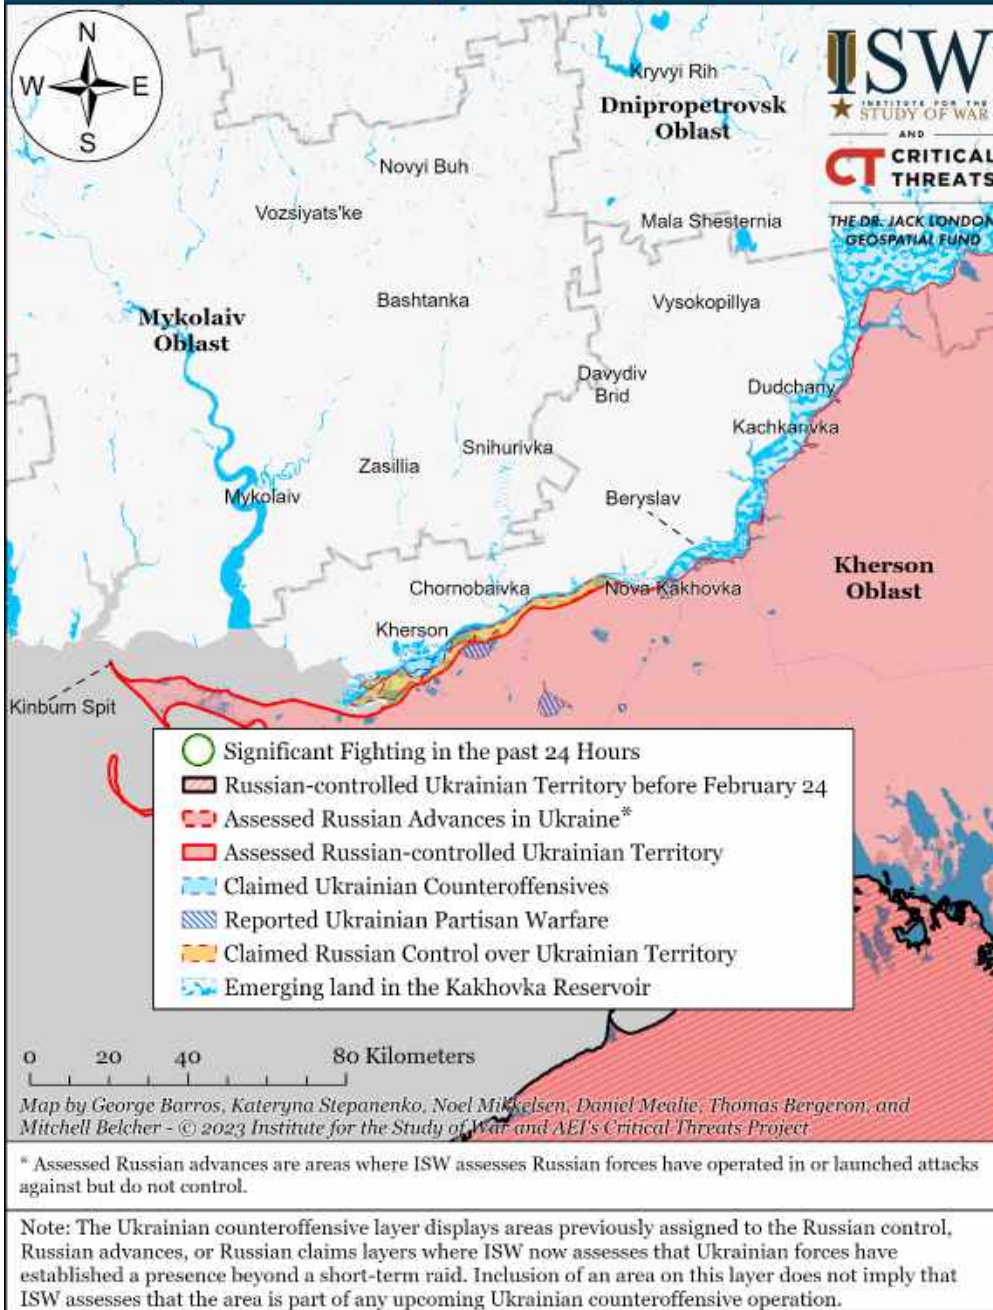 N
W
E
S
ISW
INSTITUTE FOR THE
STUDY OF WAR
AND
CT CRITICAL
THREATS
THE DR. JACK LONDON
GEOSPATIAL FUND
Kryvyi Rih
Dnipropetrovsk
Oblast
Novyi Buh
Vozsiyats'ke
Mala Shesternia
Bashtanka
Vysokopillya
Mykolaiv
Oblast
Davydiv
Brid
Dudchany
Kachkarivka
Snihurivka
Zasillia
Mykolaiv
Beryslav
Kherson
Oblast
Chornobaivka
Nova Kakhovka
Kherson
Kinburn Spit
Significant Fighting in the past 24 Hours
Russian-controlled Ukrainian Territory before February 24
Assessed Russian Advances in Ukraine*
Assessed Russian-controlled Ukrainian Territory
Claimed Ukrainian Counteroffensives
Reported Ukrainian Partisan Warfare
Claimed Russian Control over Ukrainian Territory
Emerging land in the Kakhovka Reservoir
0 20 40 80 Kilometers
Map by George Barros, Kateryna Stepanenko, Noel Mikkelsen, Daniel Mealie, Thomas Bergeron, and
Mitchell Belcher - © 2023 Institute for the Study of War and AEI's Critical Threats Project
* Assessed Russian advances are areas where ISW assesses Russian forces have operated in or launched attacks
against but do not control.
Note: The Ukrainian counteroffensive layer displays areas previously assigned to the Russian control,
Russian advances, or Russian claims layers where ISW now assesses that Ukrainian forces have
established a presence beyond a short-term raid. Inclusion of an area on this layer does not imply that
ISW assesses that the area is part of any upcoming Ukrainian counteroffensive operation.